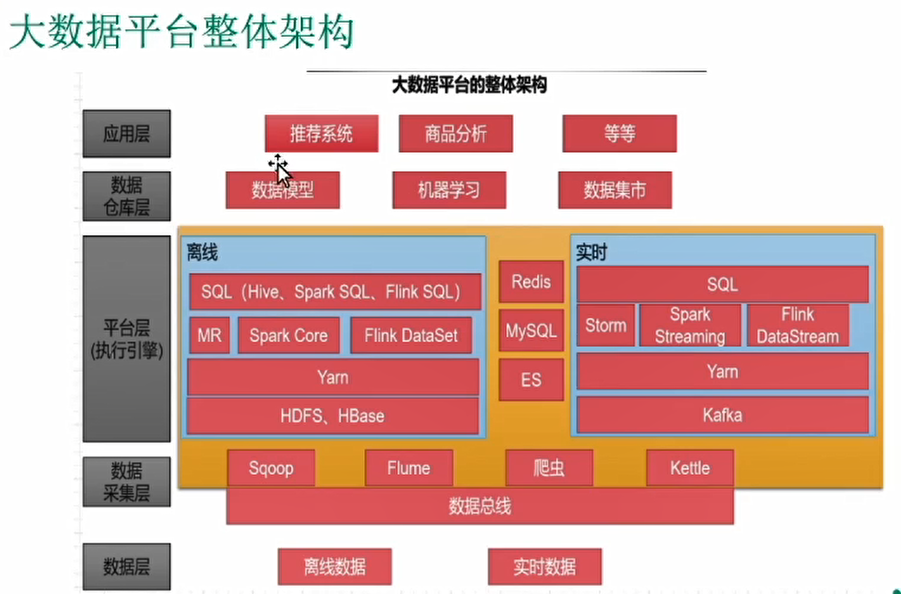 大数据平台整体架构
大数据平台的整体架构
应用层
推荐系统
商品分析
等等
数据
仓库层
数据模型
机器学习
数据集市
平台层
(执行引擎)
离线
SQL（Hive、Spark SQL、Flink SQL）
MR
Spark Core
Flink DataSet
Yarn
HDFS、HBase
Redis
MySQL
ES
实时
SQL
Storm
Spark
Streaming
Flink
DataStream
Yarn
Kafka
数据
采集层
Sqoop
Flume
爬虫
Kettle
数据总线
数据层
离线数据
实时数据